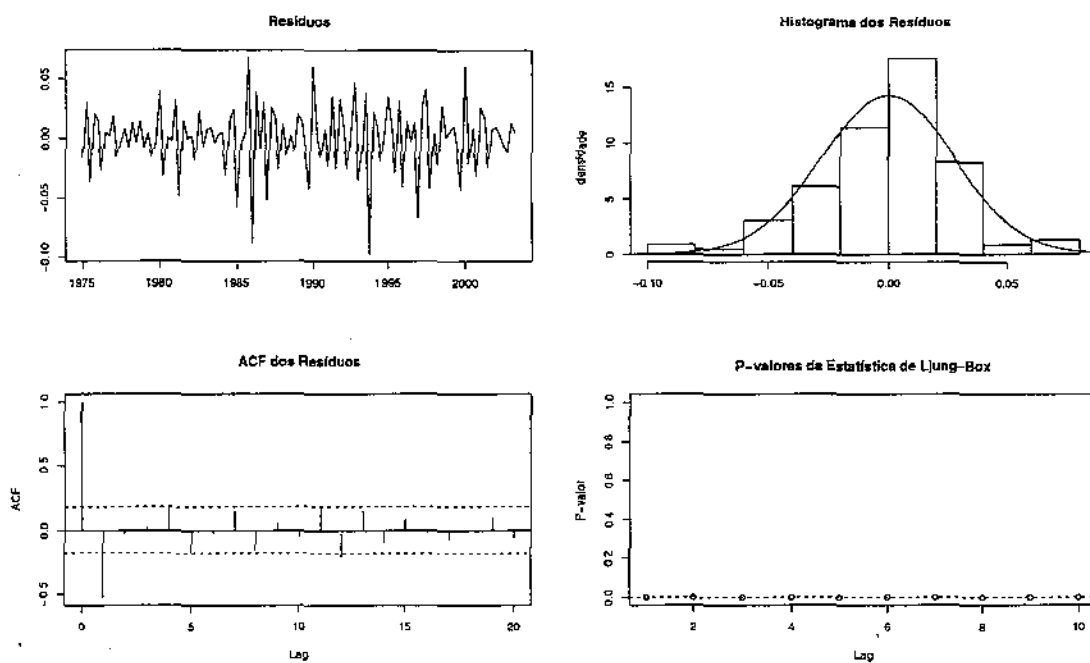 Resíduos
0.05
0.00
−0.05
−0.10
1975 1980 1985 1990 1995 2000
Histograma dos Resíduos
densidade
15
10
5
0
−0.10 −0.05 0.00 0.05
ACF dos Resíduos
ACF
1.0
0.5
0.0
−0.5
0 5 10 15 20
Lag
P−valores da Estatística de Ljung−Box
P−valor
1.0
0.8
0.6
0.4
0.2
0.0
2 4 6 8 10
Lag